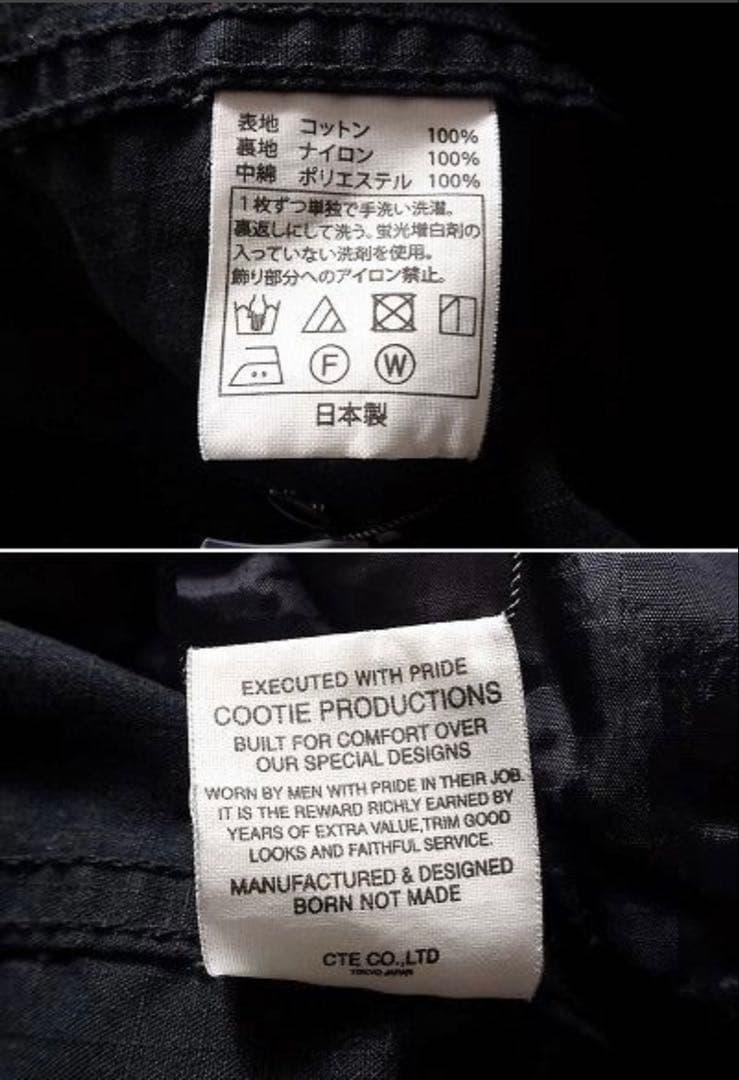 表地 コットン 100%
裏地 ナイロン 100%
中綿 ポリエステル 100%
1枚ずつ単独で手洗い洗濯。
裏返しにして洗う。蛍光増白剤の
入っていない洗剤を使用。
飾り部分へのアイロン禁止。
F W
日本製
EXECUTED WITH PRIDE
COOTIE PRODUCTIONS
BUILT FOR COMFORT OVER
OUR SPECIAL DESIGNS
WORN BY MEN WITH PRIDE IN THEIR JOB.
IT IS THE REWARD RICHLY EARNED BY
YEARS OF EXTRA VALUE,TRIM GOOD
LOOKS AND FAITHFUL SERVICE.
MANUFACTURED & DESIGNED
BORN NOT MADE
CTE CO.,LTD
TOKYO JAPAN